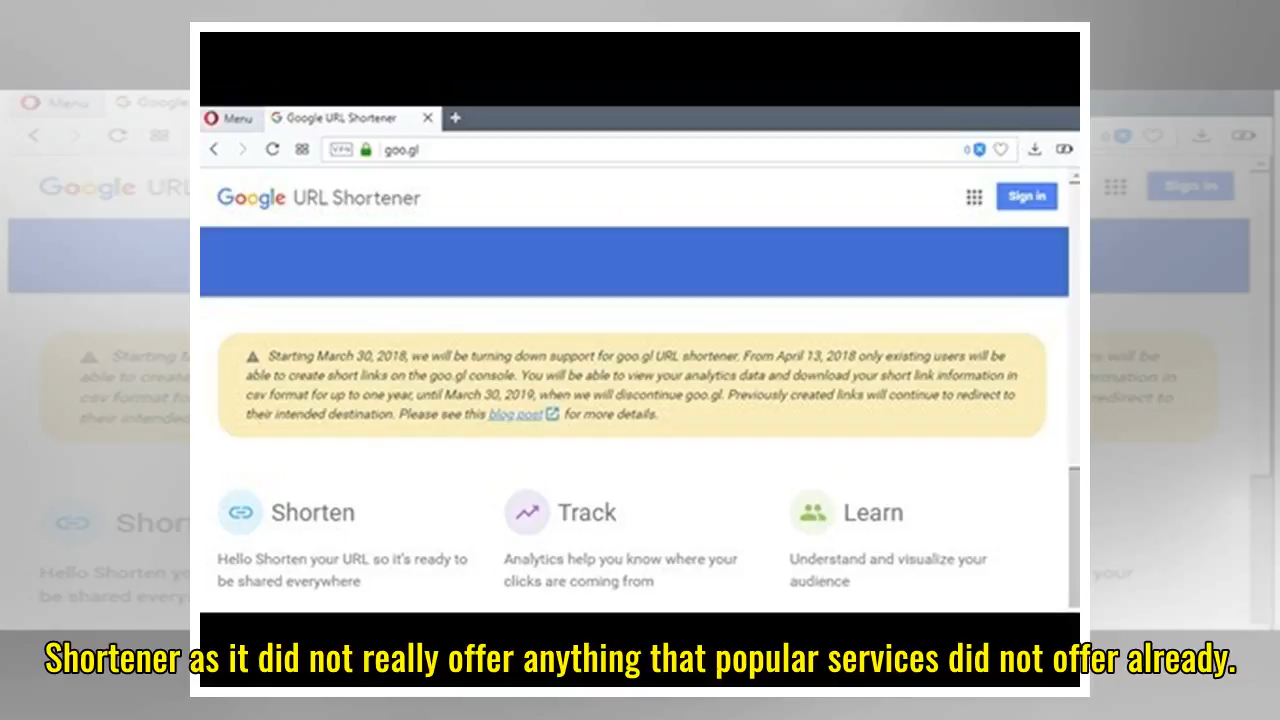 Menu
Google URL Shortener
VPN
goo.gl
0
Google URL Shortener
Sign in
Starting March 30, 2018, we will be turning down support for goo.gl URL shortener. From April 13, 2018 only existing users will be
able to create short links on the goo.gl console. You will be able to view your analytics data and download your short link information in
csv format for up to one year, until March 30, 2019, when we will discontinue goo.gl. Previously created links will continue to redirect to
their intended destination. Please see this blog post for more details.
Shorten
Track
Learn
Hello Shorten your URL so it's ready to
be shared everywhere
Analytics help you know where your
clicks are coming from
Understand and visualize your
audience
Shortener as it did not really offer anything that popular services did not offer already.